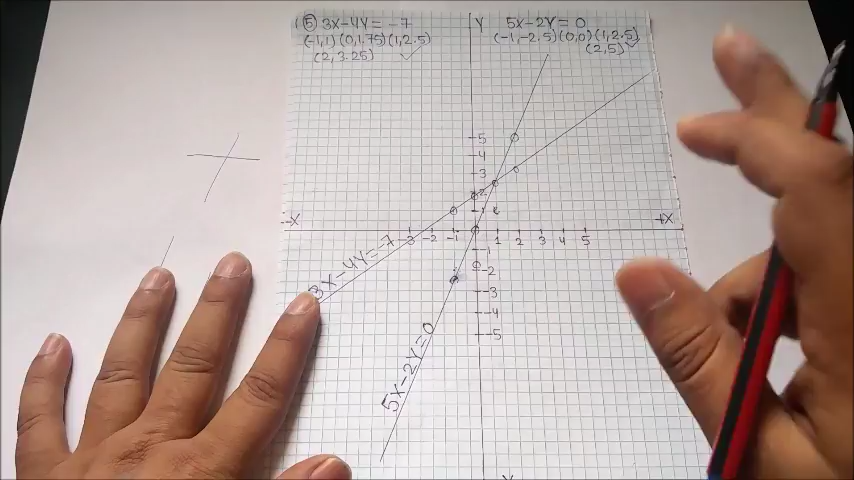 ⑤ 3X-4Y= -7
(-1,1) (0,1.75) (1,2.5)
(2,3.25)
Y
5X-2Y= 0
(-1,-2.5) (0,0) (1,2.5)
(2,5)
5
4
3
2
1
-X
+X
-3 -2 -1 1 2 3 4 5
-1
-2
-3
-4
-5
3X-4Y=-7
5X-2Y=0